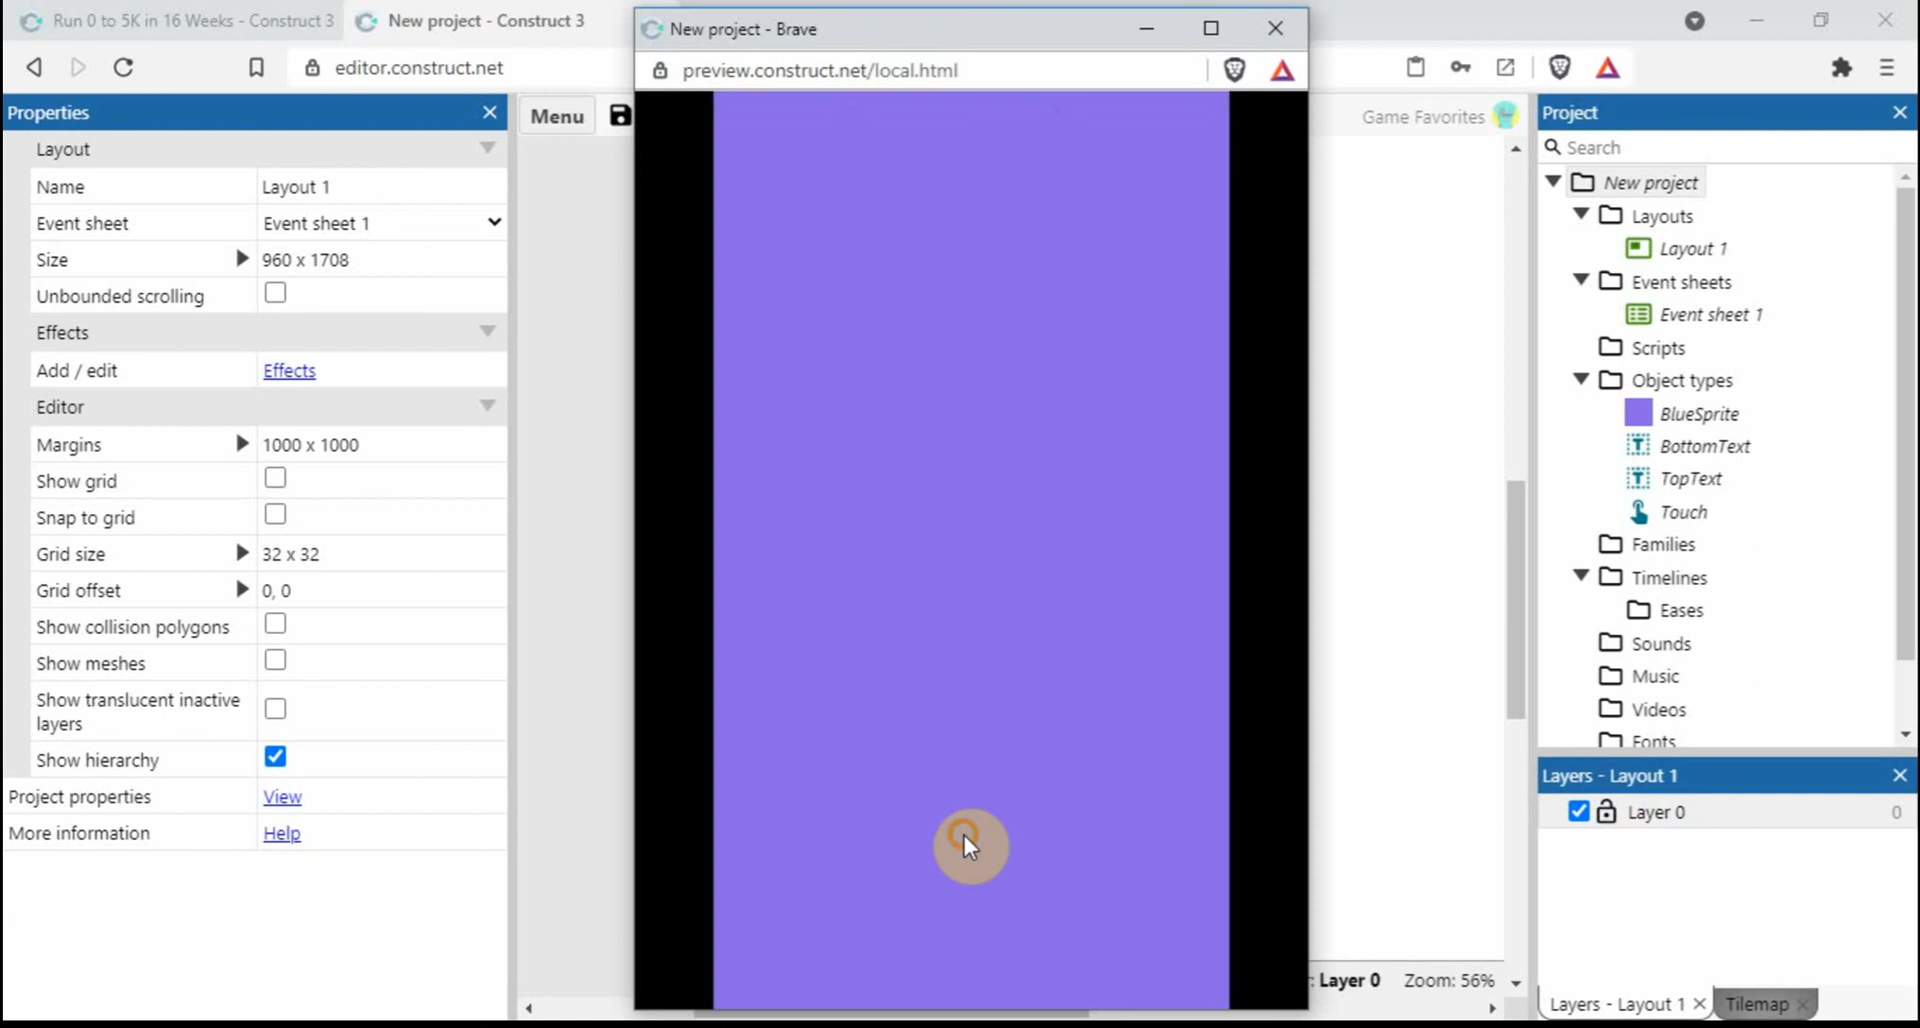 Run 0 to 5K in 16 Weeks - Construct 3
New project - Construct 3
New project - Brave
editor.construct.net
preview.construct.net/local.html
Properties
Menu
Game Favorites
Project
Layout
Search
Name
Layout 1
New project
Event sheet
Event sheet 1
Layouts
Size
960 x 1708
Layout 1
Unbounded scrolling
Event sheets
Effects
Event sheet 1
Add / edit
Effects
Scripts
Editor
Object types
Margins
1000 x 1000
BlueSprite
Show grid
BottomText
Snap to grid
TopText
Grid size
32 x 32
Touch
Grid offset
0, 0
Families
Show collision polygons
Timelines
Show meshes
Eases
Show translucent inactive
layers
Sounds
Show hierarchy
Music
Project properties
View
Videos
More information
Help
Fonts
Layers - Layout 1
Layer 0
0
: Layer 0
Zoom: 56%
Layers - Layout 1
Tilemap